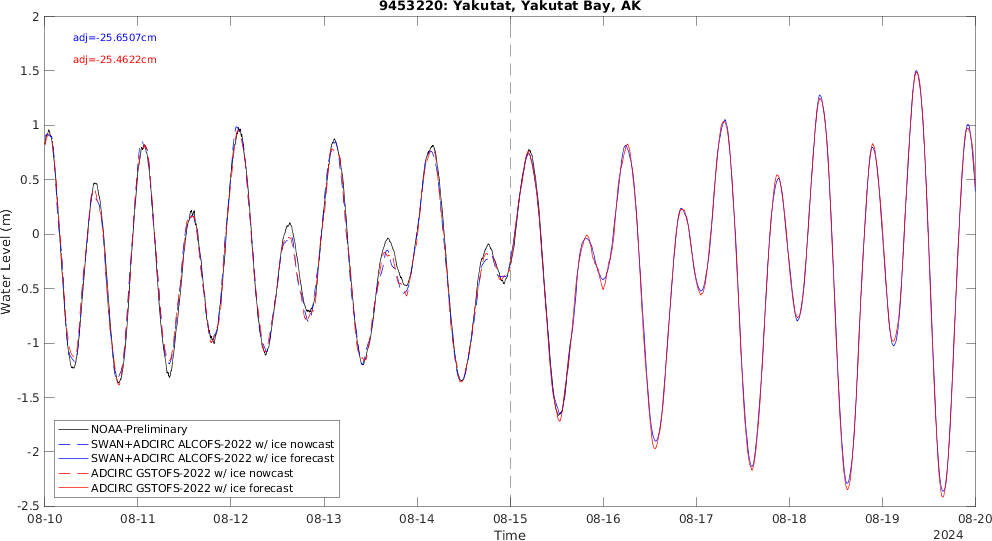 9453220: Yakutat, Yakutat Bay, AK
adj=-25.6507cm
adj=-25.4622cm
Water Level (m)
2
1.5
1
0.5
0
-0.5
-1
-1.5
-2
-2.5
NOAA-Preliminary
SWAN+ADCIRC ALCOFS-2022 w/ ice nowcast
SWAN+ADCIRC ALCOFS-2022 w/ ice forecast
ADCIRC GSTOFS-2022 w/ ice nowcast
ADCIRC GSTOFS-2022 w/ ice forecast
08-10 08-11 08-12 08-13 08-14 08-15 08-16 08-17 08-18 08-19 08-20
Time
2024